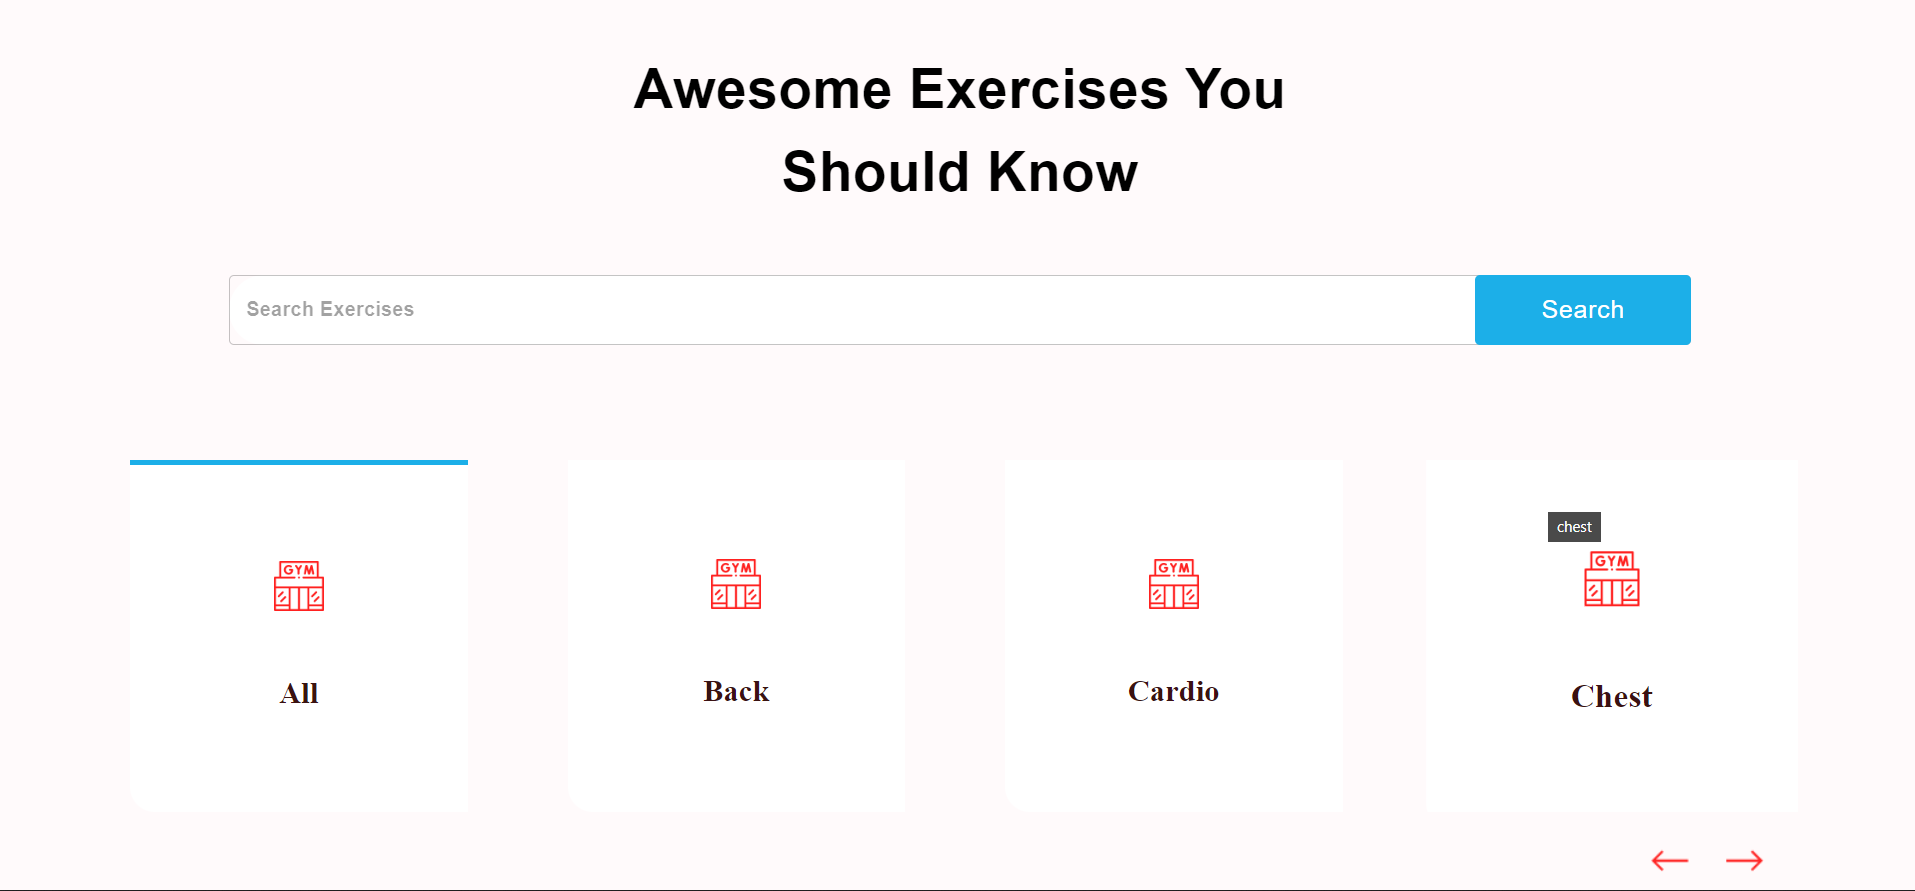 Awesome Exercises You
Should Know
Search Exercises
Search
chest
GYM
GYM
GYM
GYM
All
Back
Cardio
Chest